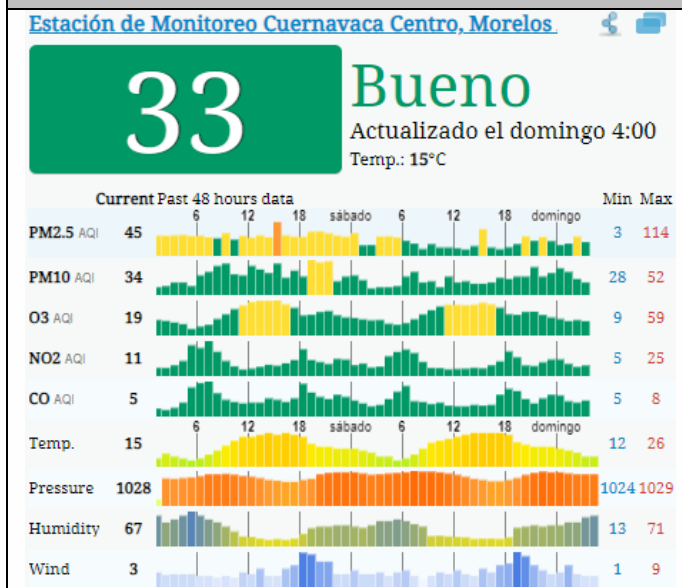 Estación de Monitoreo Cuernavaca Centro, Morelos.
33
Bueno
Actualizado el domingo 4:00
Temp.: 15°C
Current Past 48 hours data Min Max
6 12 18 sábado 6 12 18 domingo
PM2.5 AQI 45 3 114
PM10 AQI 34 28 52
O3 AQI 19 9 59
NO2 AQI 11 5 25
CO AQI 5 5 8
6 12 18 sábado 6 12 18 domingo
Temp. 15 12 26
Pressure 1028 1024 1029
Humidity 67 13 71
Wind 3 1 9